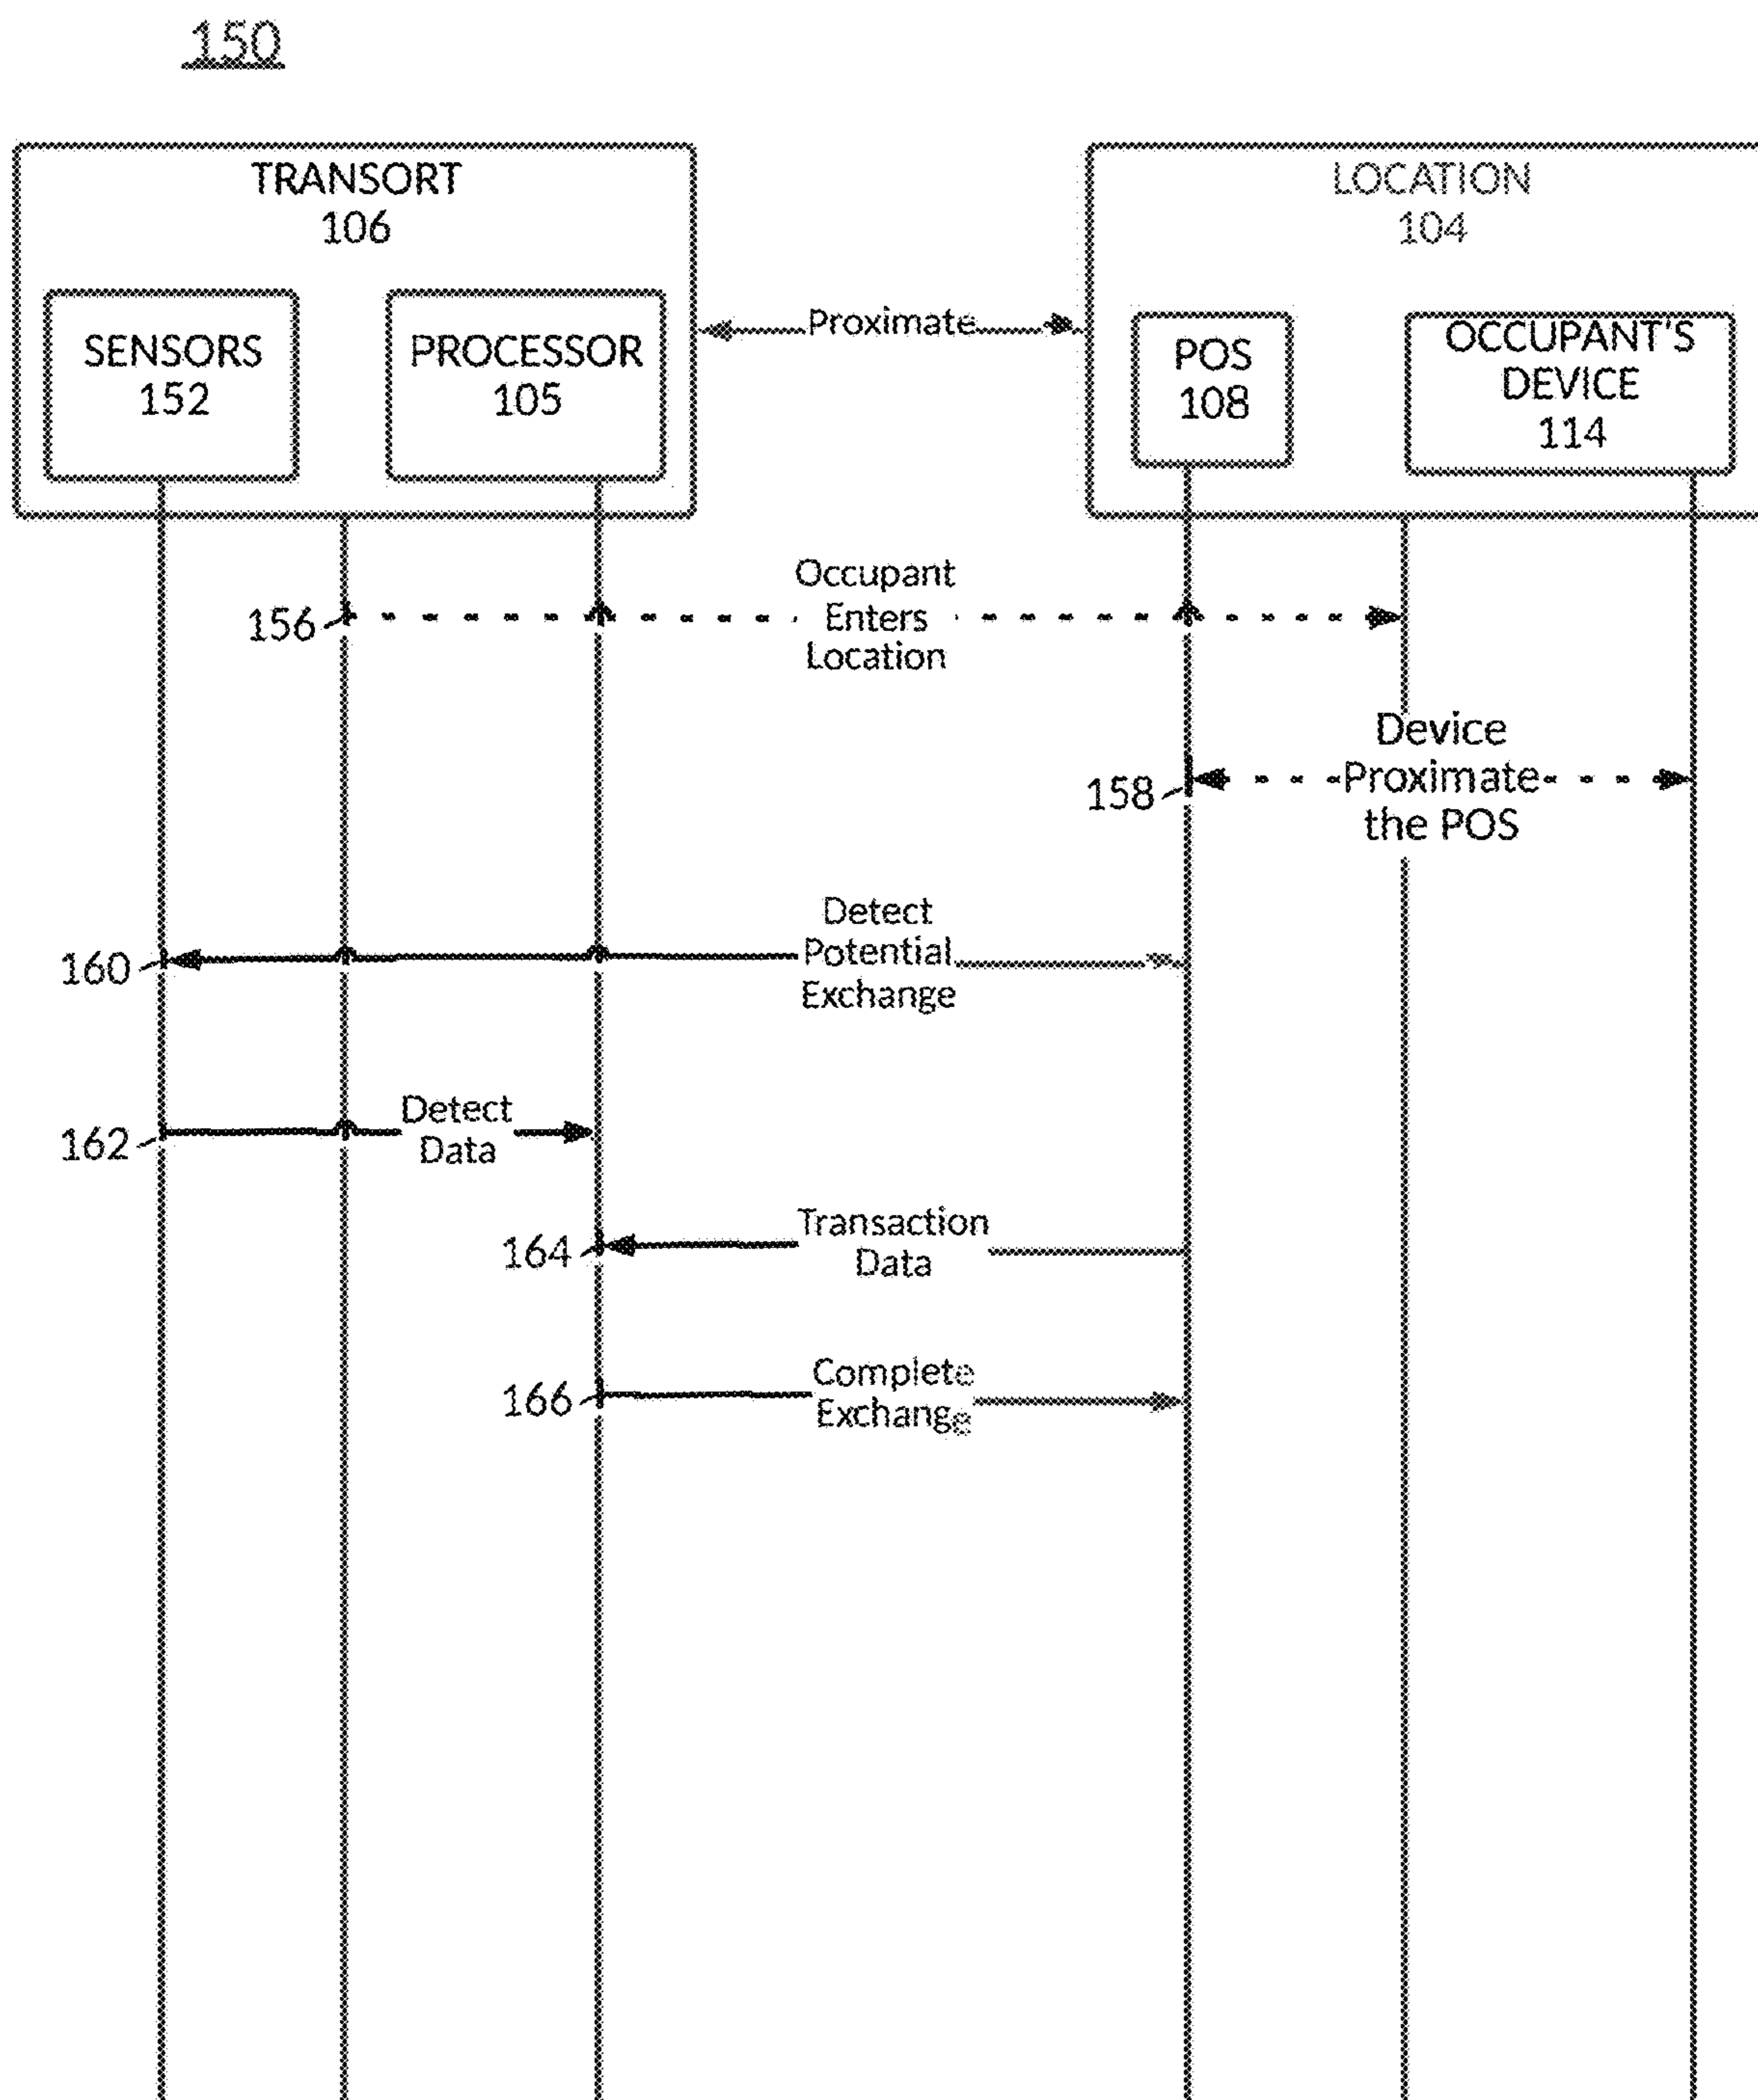 150
TRANSORT
106
LOCATION
104
SENSORS
152
PROCESSOR
105
Proximate
POS
108
OCCUPANT'S
DEVICE
114
156
Occupant
Enters
Location
158
Device
Proximate
the POS
160
Detect
Potential
Exchange
162
Detect
Data
164
Transaction
Data
166
Complete
Exchange